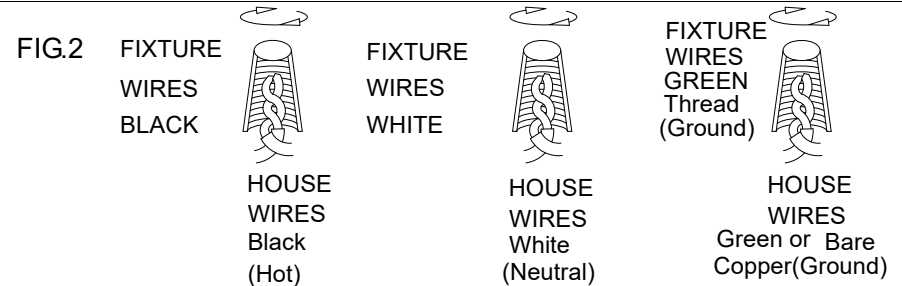 FIG.2
FIXTURE
WIRES
BLACK
HOUSE
WIRES
Black
(Hot)
FIXTURE
WIRES
WHITE
HOUSE
WIRES
White
(Neutral)
FIXTURE
WIRES
GREEN
Thread
(Ground)
HOUSE
WIRES
Green or Bare
Copper(Ground)